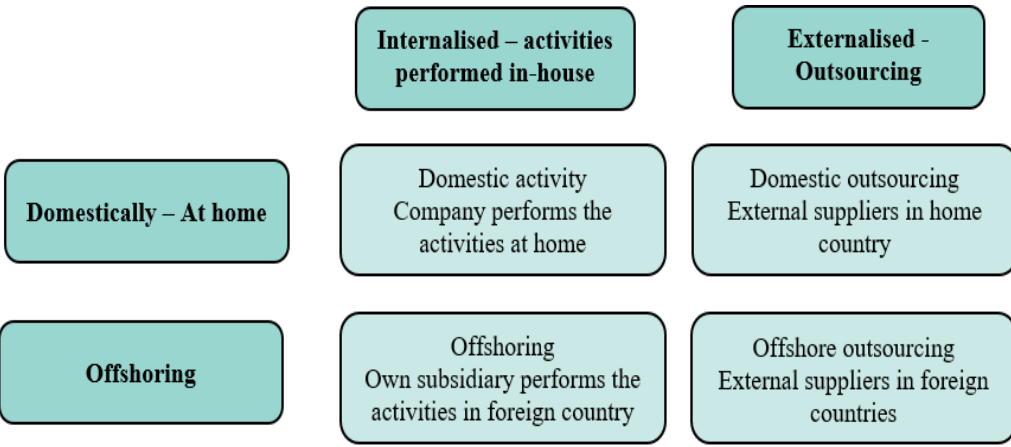 Internalised – activities
performed in-house
Externalised -
Outsourcing
Domestically – At home
Domestic activity
Company performs the
activities at home
Domestic outsourcing
External suppliers in home
country
Offshoring
Offshoring
Own subsidiary performs the
activities in foreign country
Offshore outsourcing
External suppliers in foreign
countries